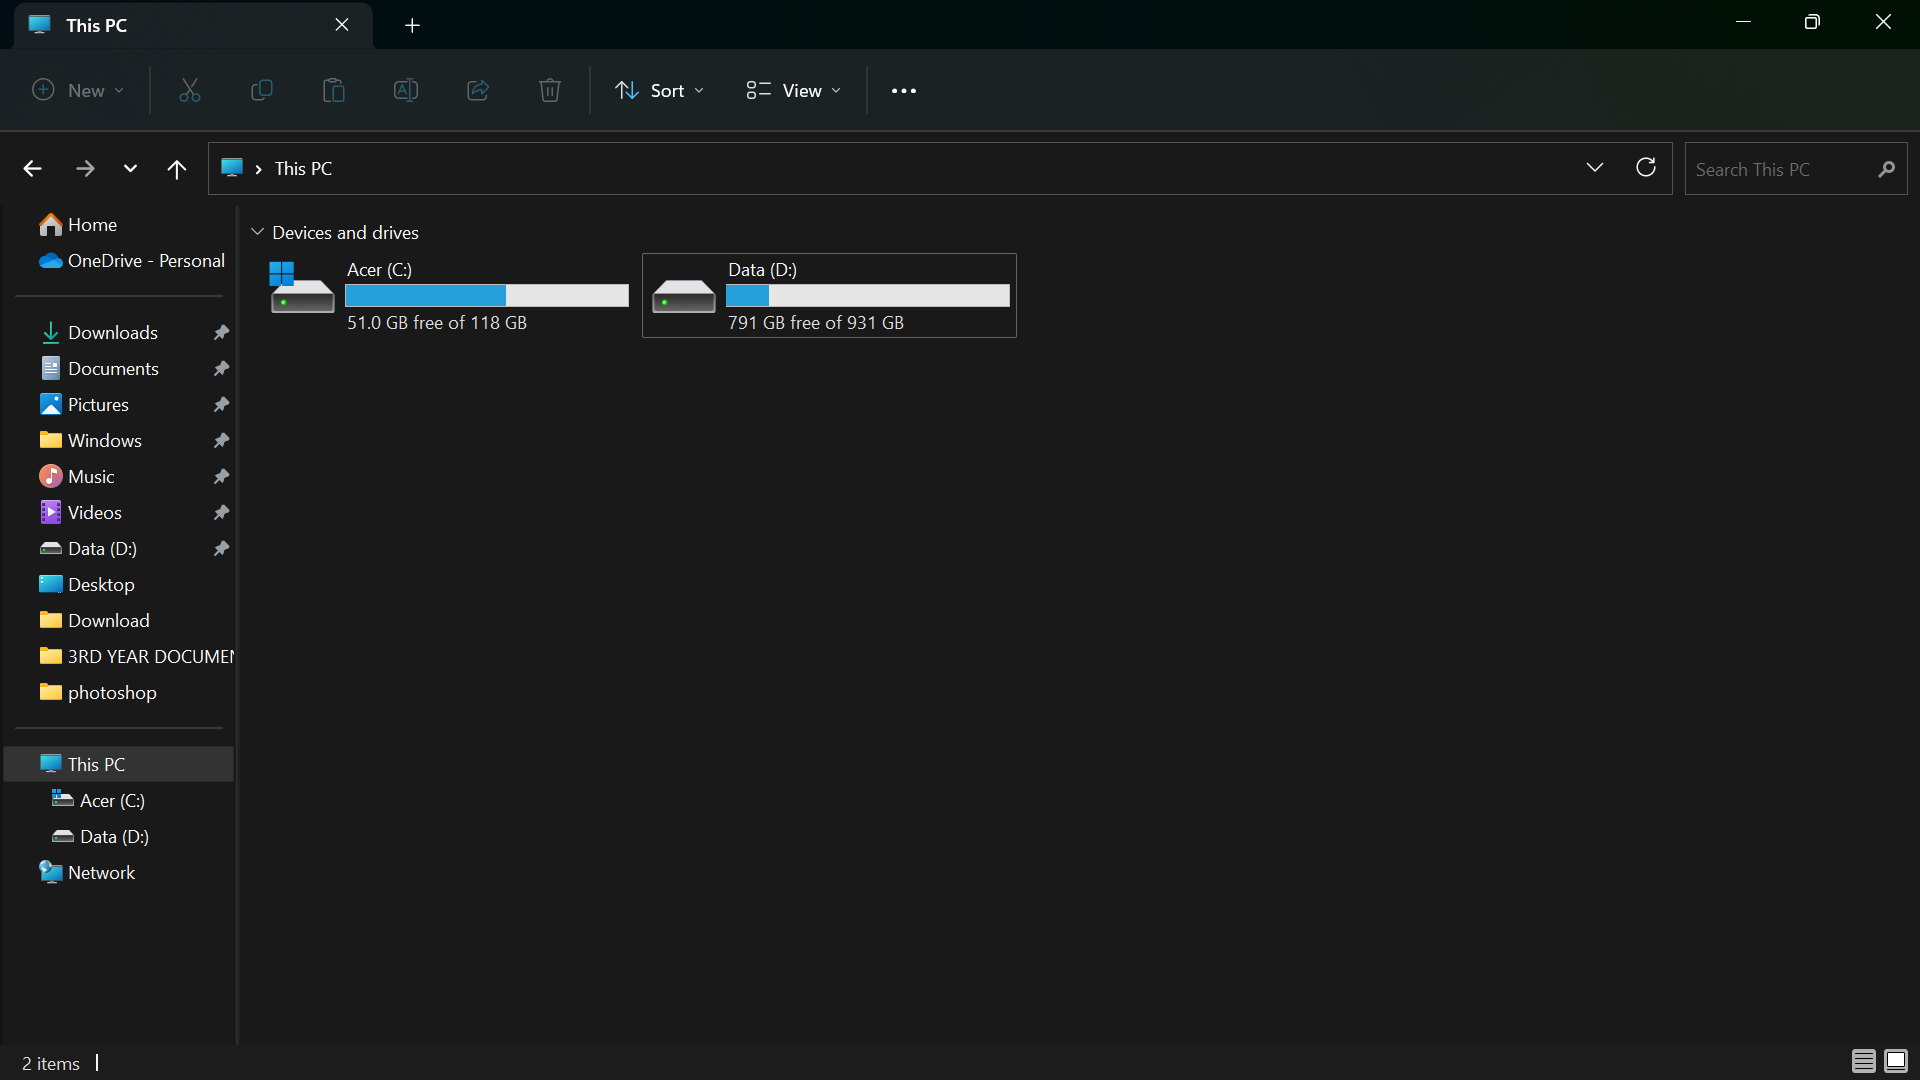 This PC
New
Sort
View
This PC
Search This PC
Home
OneDrive - Personal
Downloads
Documents
Pictures
Windows
Music
Videos
Data (D:)
Desktop
Download
3RD YEAR DOCUMEN
photoshop
This PC
Acer (C:)
Data (D:)
Network
Devices and drives
Acer (C:)
51.0 GB free of 118 GB
Data (D:)
791 GB free of 931 GB
2 items